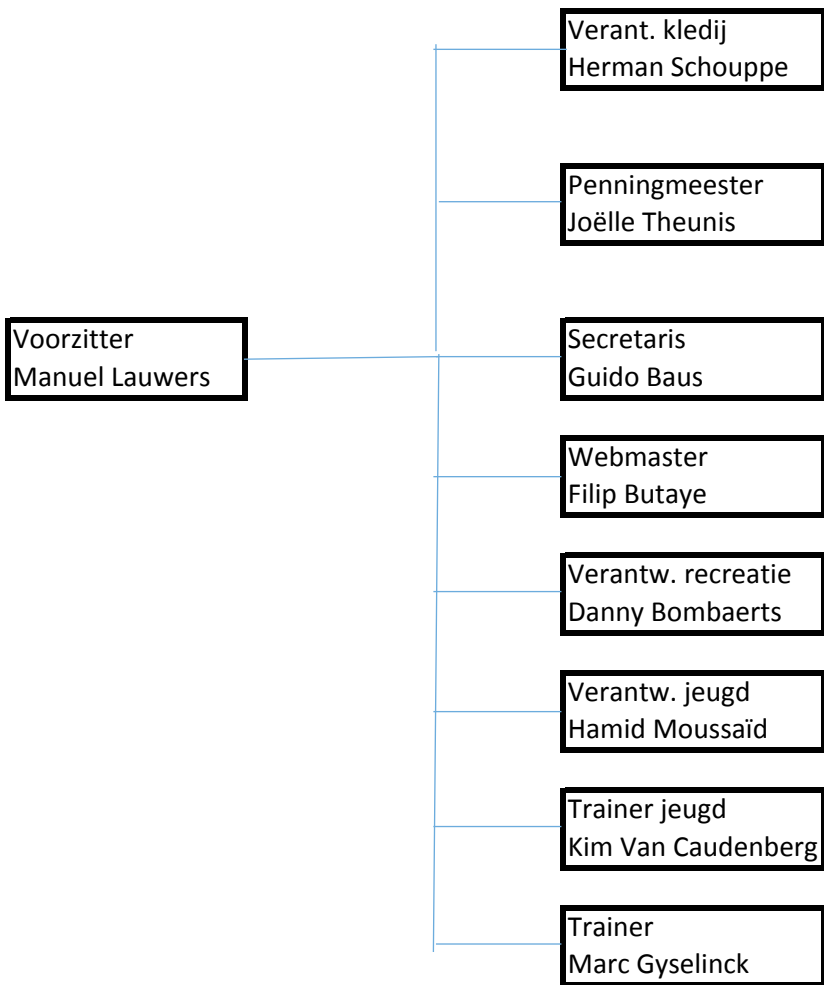 Verant. kledij
Herman Schouppe
Penningmeester
Joëlle Theunis
Voorzitter
Manuel Lauwers
Secretaris
Guido Baus
Webmaster
Filip Butaye
Verantw. recreatie
Danny Bombaerts
Verantw. jeugd
Hamid Moussaïd
Trainer jeugd
Kim Van Caudenberg
Trainer
Marc Gyselinck